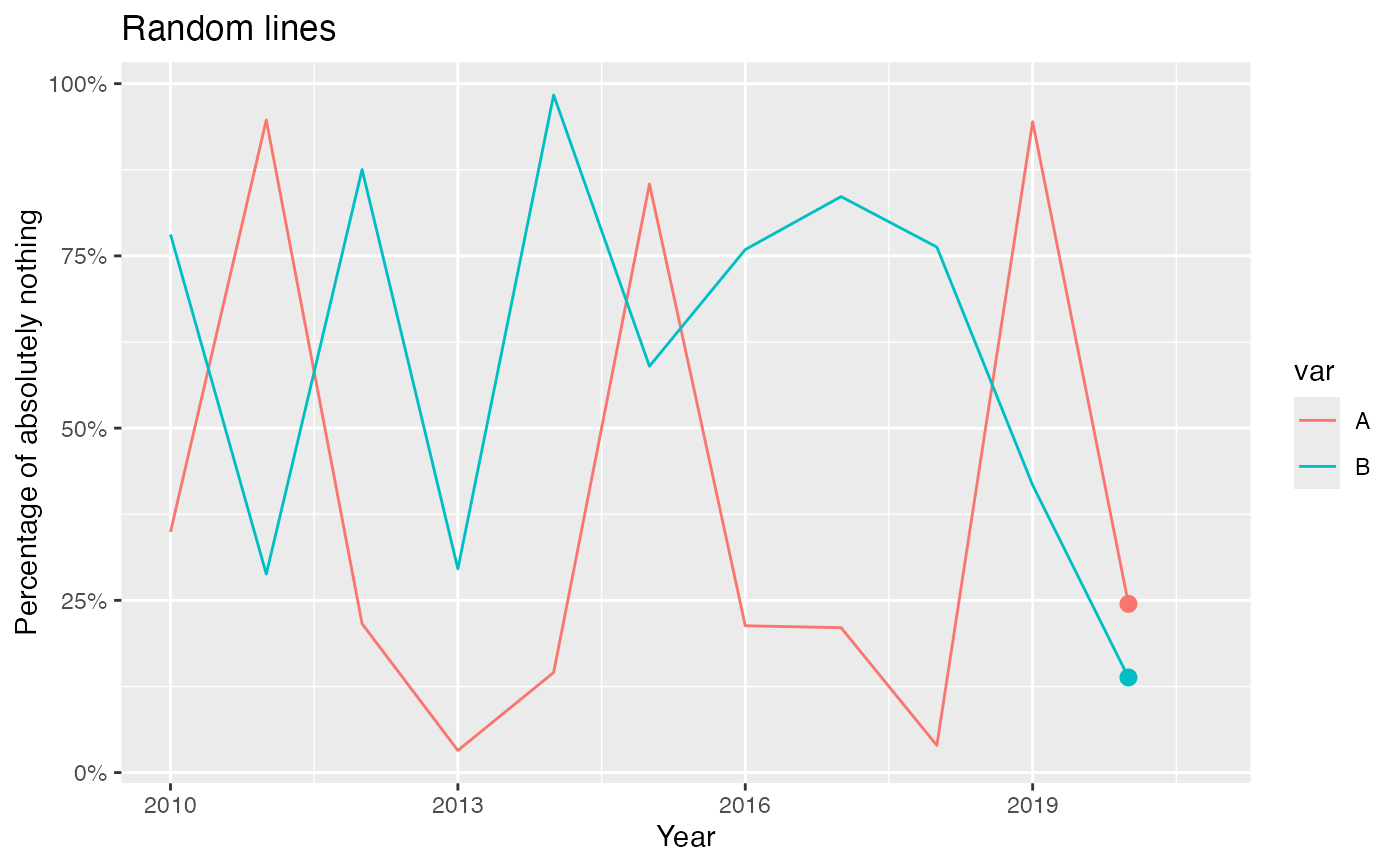 Random lines
Percentage of absolutely nothing
100%
75%
50%
25%
0%
2010 2013 2016 2019
Year
var
A
B